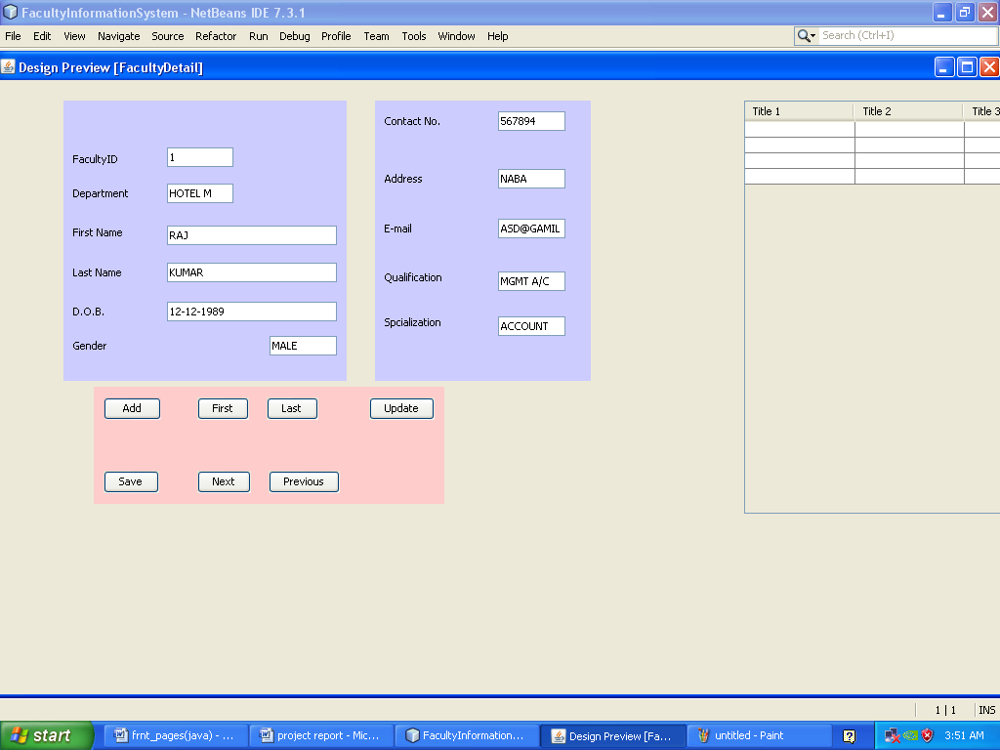 FacultyInformationSystem - NetBeans IDE 7.3.1
File Edit View Navigate Source Refactor Run Debug Profile Team Tools Window Help
Search (Ctrl+I)
Design Preview [FacultyDetail]
FacultyID 1
Department HOTEL M
First Name RAJ
Last Name KUMAR
D.O.B. 12-12-1989
Gender MALE
Contact No. 567894
Address NABA
E-mail ASD@GAMIL
Qualification MGMT A/C
Spcialization ACCOUNT
Title 1 Title 2 Title 3
Add First Last Update
Save Next Previous
1 | 1 INS
start frnt_pages(java) - ... project report - Mic... FacultyInformation... Design Preview [Fa... untitled - Paint 3:51 AM